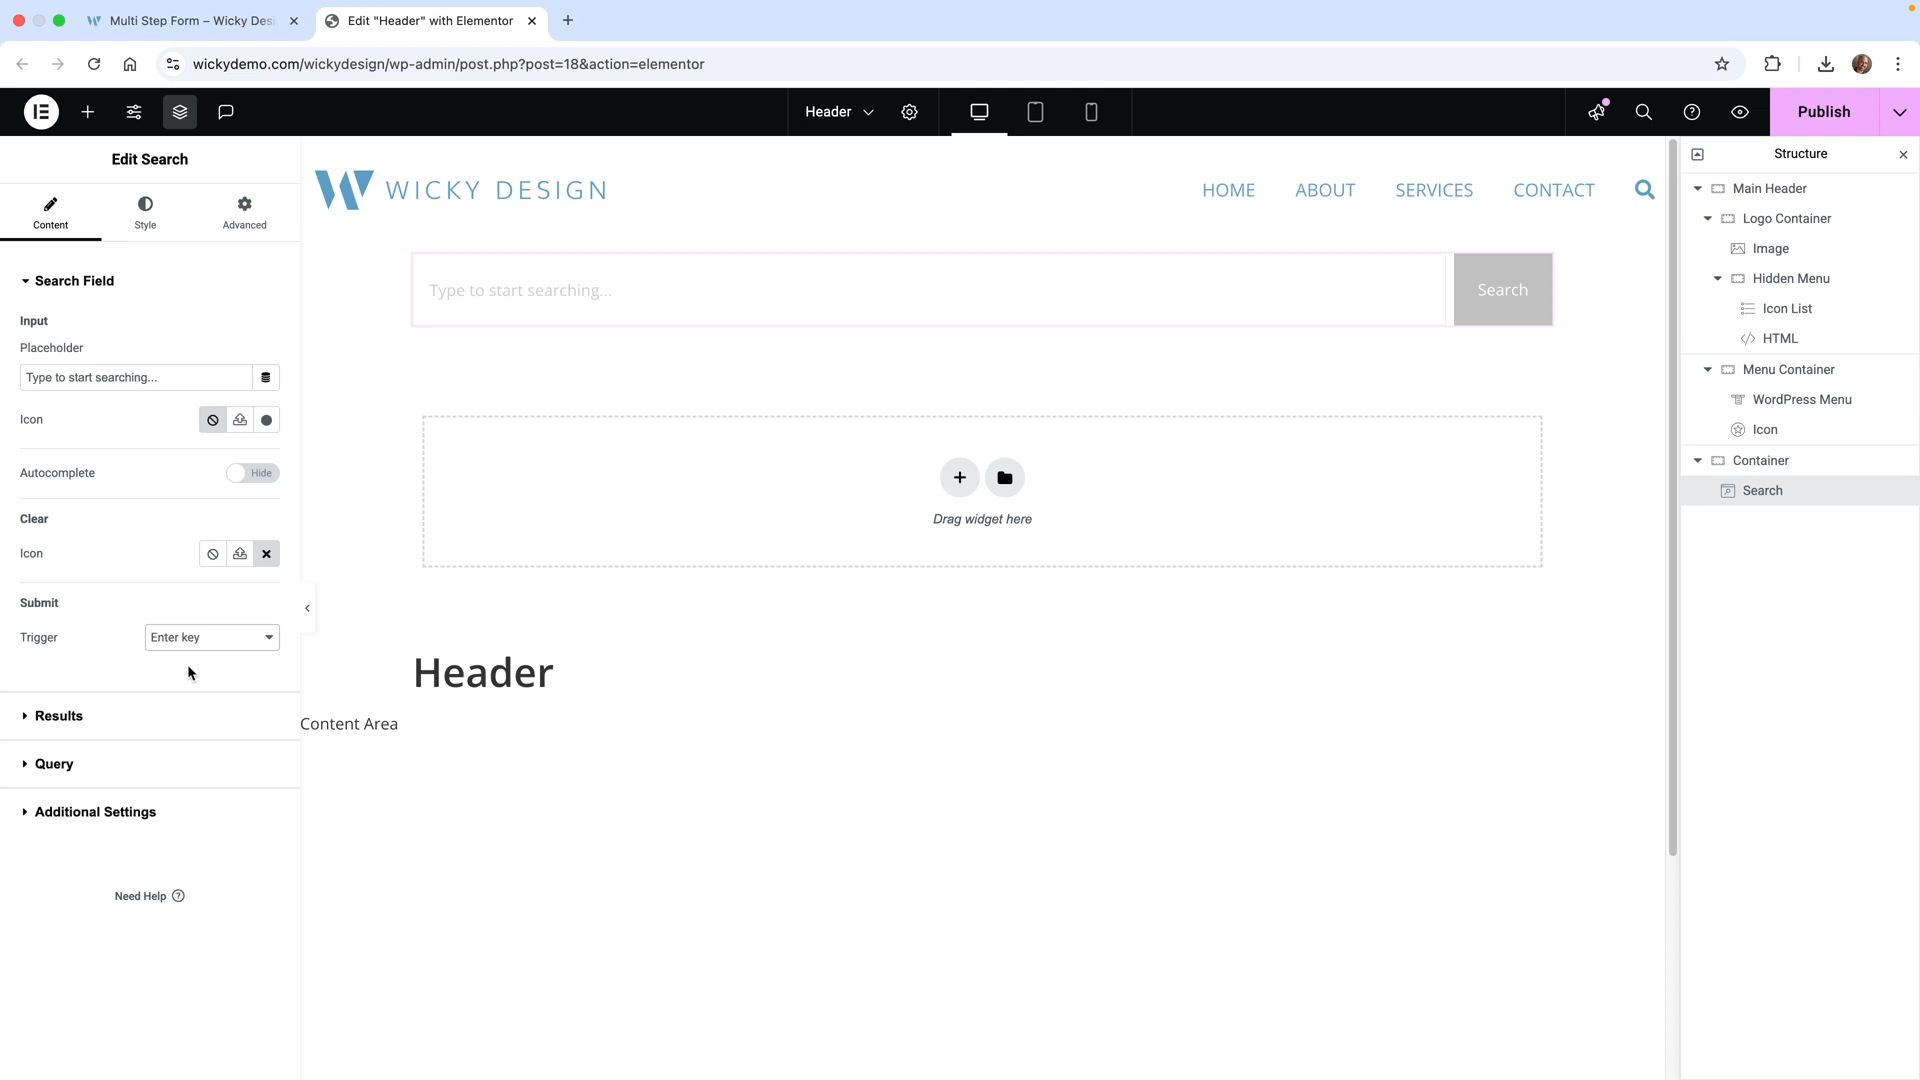 Multi Step Form – Wicky Desi
Edit "Header" with Elementor
wickydemo.com/wickydesign/wp-admin/post.php?post=18&action=elementor
Header
Publish
Edit Search
Content
Style
Advanced
Search Field
Input
Placeholder
Type to start searching...
Icon
Autocomplete
Hide
Clear
Icon
Submit
Trigger
Enter key
Results
Query
Additional Settings
Need Help
WICKY DESIGN
HOME
ABOUT
SERVICES
CONTACT
Type to start searching...
Search
Drag widget here
Header
Content Area
Structure
Main Header
Logo Container
Image
Hidden Menu
Icon List
HTML
Menu Container
WordPress Menu
Icon
Container
Search